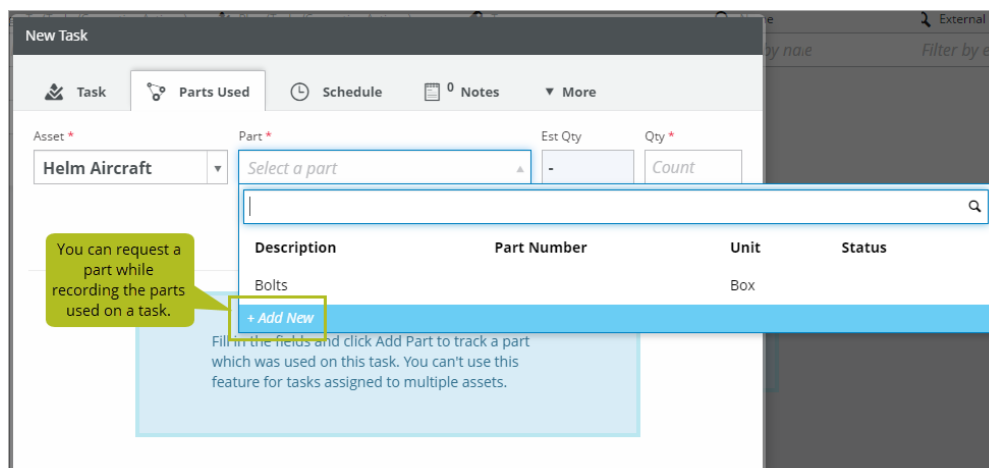 External
New Task
by na.e
Filter by e
Task
Parts Used
Schedule
0 Notes
▼ More
Asset *
Part *
Est Qty
Qty *
Helm Aircraft
Select a part
-
Count
Description
Part Number
Unit
Status
Bolts
Box
+ Add New
You can request a
part while
recording the parts
used on a task.
Fill in the fields and click Add Part to track a part
which was used on this task. You can't use this
feature for tasks assigned to multiple assets.